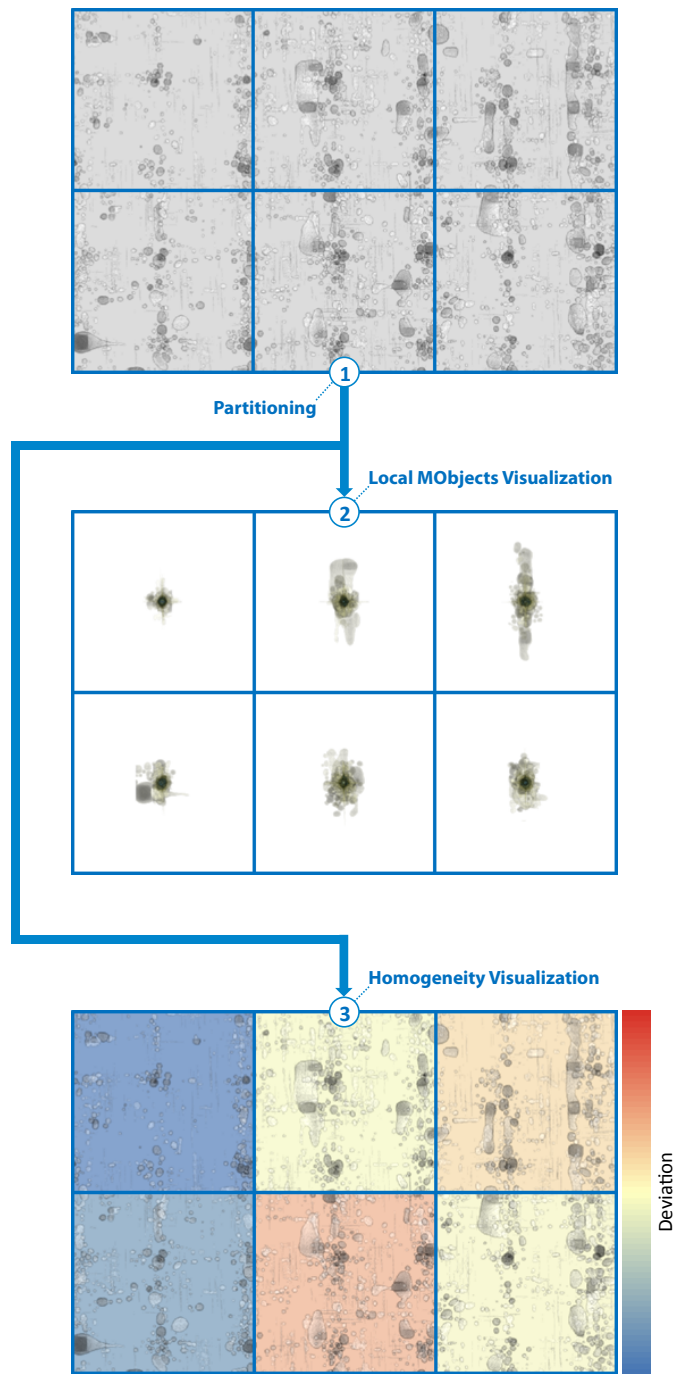 1
Partitioning
Local MObjects Visualization
2
Homogeneity Visualization
3
Deviation